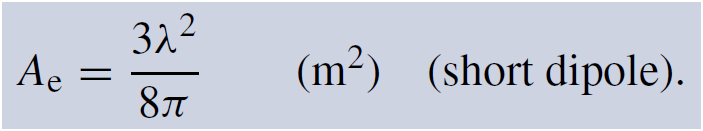 Aₑ = 3λ² / 8π (m²) (short dipole).